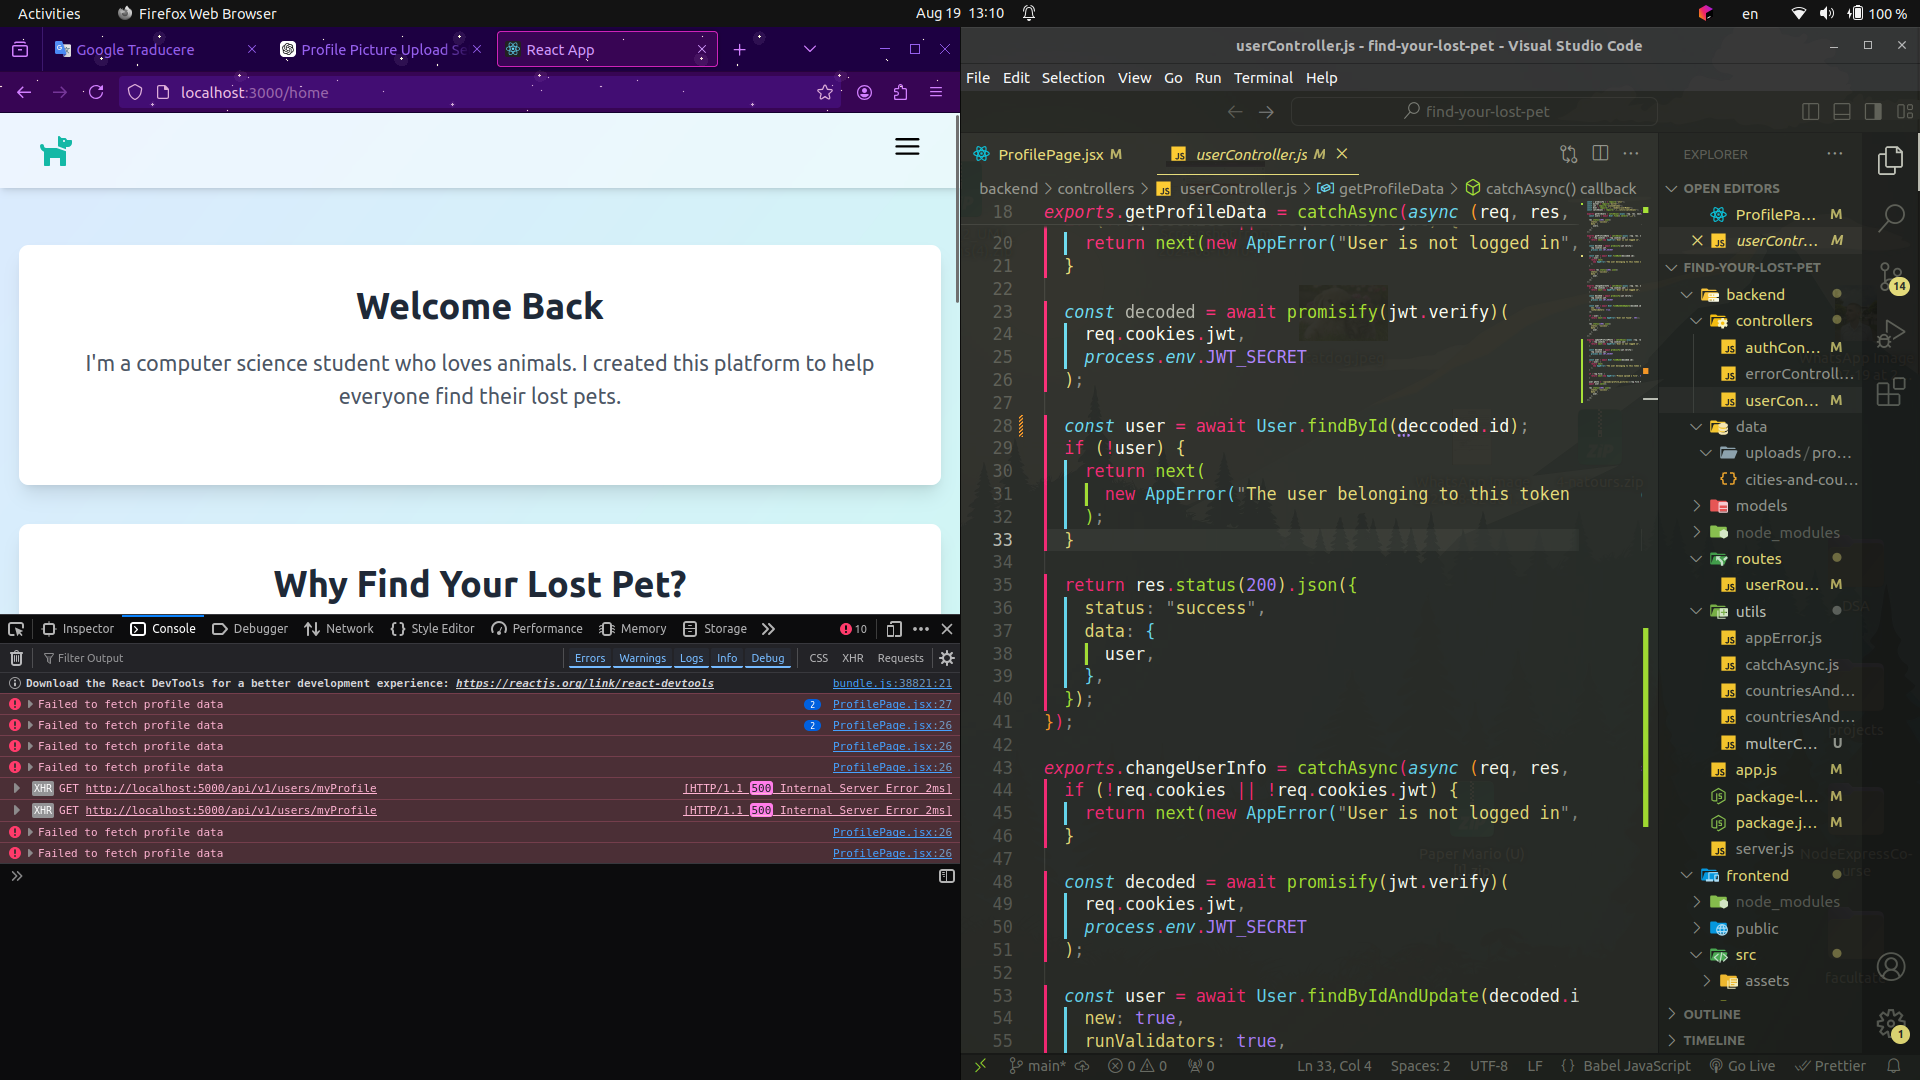 Activities Firefox Web Browser Aug 19 13:10 en 100 %
Google Traducere
Profile Picture Upload Se
React App
localhost:3000/home
Welcome Back
I'm a computer science student who loves animals. I created this platform to help
everyone find their lost pets.
Why Find Your Lost Pet?
Inspector Console Debugger Network Style Editor Performance Memory Storage 10
Filter Output Errors Warnings Logs Info Debug CSS XHR Requests
Download the React DevTools for a better development experience: https://reactjs.org/link/react-devtools bundle.js:38821:21
Failed to fetch profile data 2 ProfilePage.jsx:27
Failed to fetch profile data 2 ProfilePage.jsx:26
Failed to fetch profile data ProfilePage.jsx:26
Failed to fetch profile data ProfilePage.jsx:26
XHR GET http://localhost:5000/api/v1/users/myProfile [HTTP/1.1 500 Internal Server Error 2ms]
XHR GET http://localhost:5000/api/v1/users/myProfile [HTTP/1.1 500 Internal Server Error 2ms]
Failed to fetch profile data ProfilePage.jsx:26
Failed to fetch profile data ProfilePage.jsx:26
userController.js - find-your-lost-pet - Visual Studio Code
File Edit Selection View Go Run Terminal Help
find-your-lost-pet
ProfilePage.jsx M
userController.js M
backend > controllers > userController.js > getProfileData > catchAsync() callback
18 exports.getProfileData = catchAsync(async (req, res,
20 return next(new AppError("User is not logged in",
21 }
22
23 const decoded = await promisify(jwt.verify)(
24 req.cookies.jwt,
25 process.env.JWT_SECRET
26 );
27
28 const user = await User.findById(deccoded.id);
29 if (!user) {
30 return next(
31 new AppError("The user belonging to this token
32 );
33 }
34
35 return res.status(200).json({
36 status: "success",
37 data: {
38 user,
39 },
40 });
41 });
42
43 exports.changeUserInfo = catchAsync(async (req, res,
44 if (!req.cookies || !req.cookies.jwt) {
45 return next(new AppError("User is not logged in",
46 }
47
48 const decoded = await promisify(jwt.verify)(
49 req.cookies.jwt,
50 process.env.JWT_SECRET
51 );
52
53 const user = await User.findByIdAndUpdate(decoded.i
54 new: true,
55 runValidators: true,
EXPLORER
OPEN EDITORS
ProfilePa... M
userContr... M
FIND-YOUR-LOST-PET
backend
controllers
authCon... M
errorControll...
userCon... M
data
uploads / pro...
cities-and-cou...
models
node_modules
routes
userRou... M
utils
appError.js
catchAsync.js
countriesAnd...
countriesAnd...
multerC... U
app.js M
package-l... M
package.j... M
server.js
frontend
node_modules
public
src
assets
OUTLINE
TIMELINE
14
1
main* 0 0 0 Ln 33, Col 4 Spaces: 2 UTF-8 LF {} Babel JavaScript Go Live Prettier